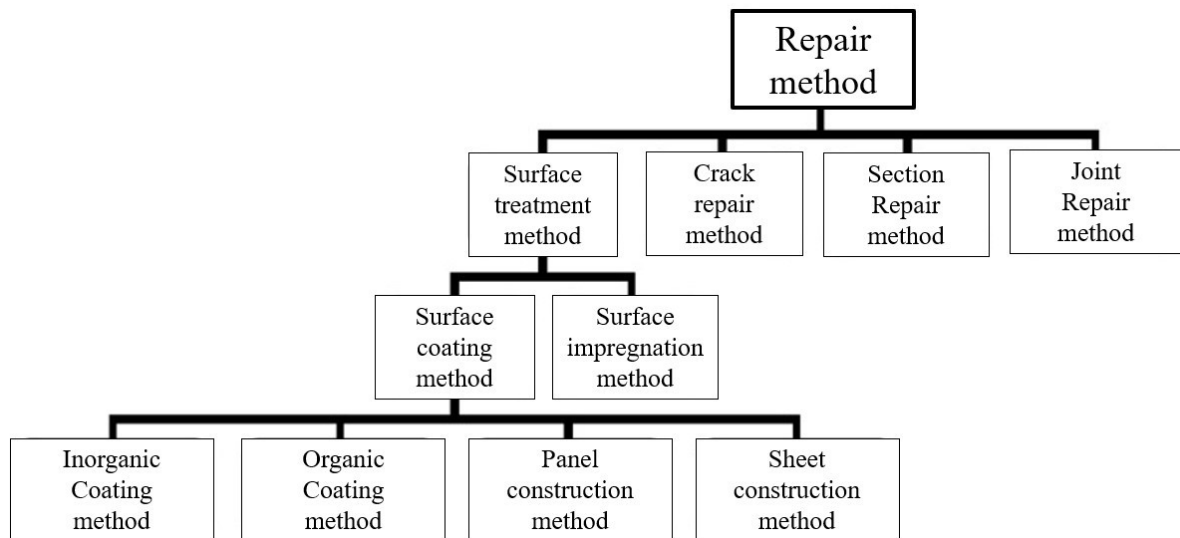 Repair
method
Surface
treatment
method
Crack
repair
method
Section
Repair
method
Joint
Repair
method
Surface
coating
method
Surface
impregnation
method
Inorganic
Coating
method
Organic
Coating
method
Panel
construction
method
Sheet
construction
method